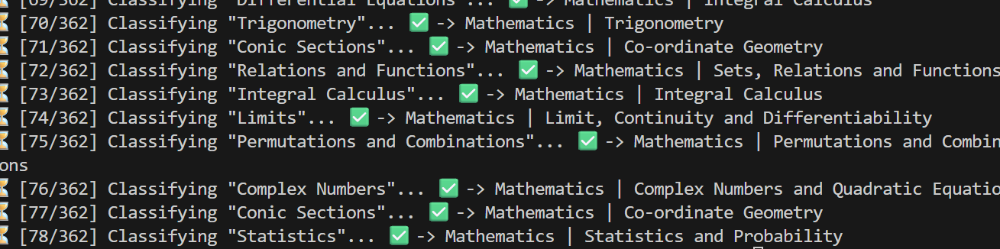 [69/362] Classifying "Differential Equations"... ✅ -> Mathematics | Integral Calculus
⏳ [70/362] Classifying "Trigonometry"... ✅ -> Mathematics | Trigonometry
⏳ [71/362] Classifying "Conic Sections"... ✅ -> Mathematics | Co-ordinate Geometry
⏳ [72/362] Classifying "Relations and Functions"... ✅ -> Mathematics | Sets, Relations and Functions
⏳ [73/362] Classifying "Integral Calculus"... ✅ -> Mathematics | Integral Calculus
⏳ [74/362] Classifying "Limits"... ✅ -> Mathematics | Limit, Continuity and Differentiability
⏳ [75/362] Classifying "Permutations and Combinations"... ✅ -> Mathematics | Permutations and Combin
ons
⏳ [76/362] Classifying "Complex Numbers"... ✅ -> Mathematics | Complex Numbers and Quadratic Equatio
⏳ [77/362] Classifying "Conic Sections"... ✅ -> Mathematics | Co-ordinate Geometry
⏳ [78/362] Classifying "Statistics"... ✅ -> Mathematics | Statistics and Probability